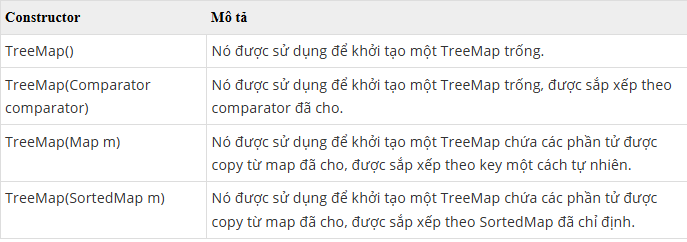 Constructor Mô tả
TreeMap() Nó được sử dụng để khởi tạo một TreeMap trống.
TreeMap(Comparator Nó được sử dụng để khởi tạo một TreeMap trống, được sắp xếp theo
comparator) comparator đã cho.
TreeMap(Map m) Nó được sử dụng để khởi tạo một TreeMap chứa các phần tử được
copy từ map đã cho, được sắp xếp theo key một cách tự nhiên.
TreeMap(SortedMap m) Nó được sử dụng để khởi tạo một TreeMap chứa các phần tử được
copy từ map đã cho, được sắp xếp theo SortedMap đã chỉ định.